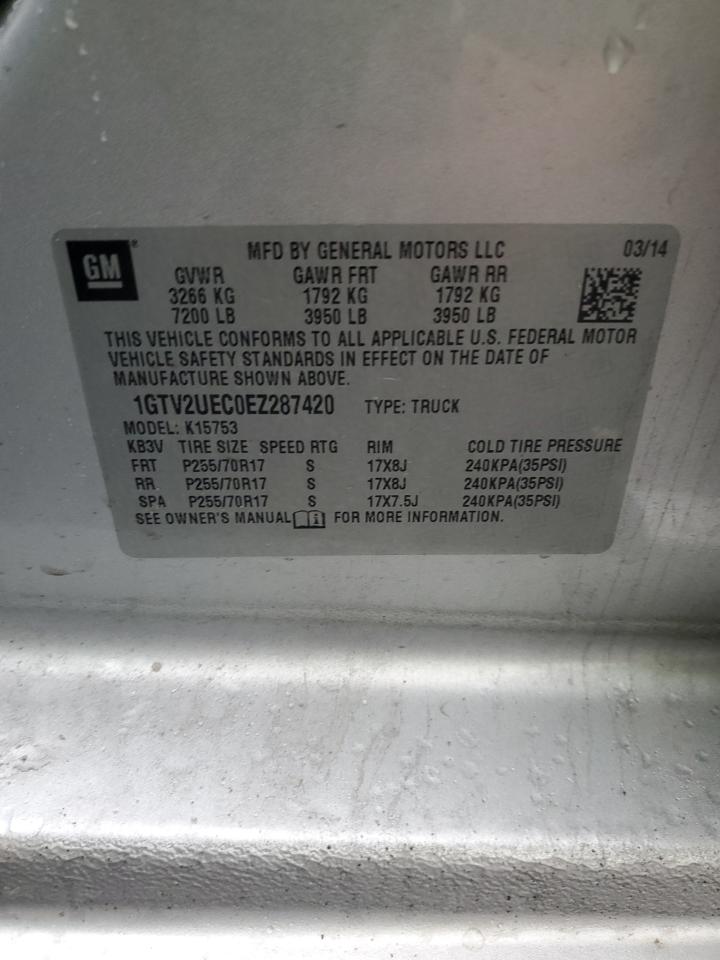 GM ® MFD BY GENERAL MOTORS LLC 03/14
GVWR GAWR FRT GAWR RR
3266 KG 1792 KG 1792 KG
7200 LB 3950 LB 3950 LB
THIS VEHICLE CONFORMS TO ALL APPLICABLE U.S. FEDERAL MOTOR
VEHICLE SAFETY STANDARDS IN EFFECT ON THE DATE OF
MANUFACTURE SHOWN ABOVE.
1GTV2UEC0EZ287420 TYPE: TRUCK
MODEL: K15753
KB3V TIRE SIZE SPEED RTG RIM COLD TIRE PRESSURE
FRT P255/70R17 S 17X8J 240KPA(35PSI)
RR P255/70R17 S 17X8J 240KPA(35PSI)
SPA P255/70R17 S 17X7.5J 240KPA(35PSI)
SEE OWNER'S MANUAL i FOR MORE INFORMATION.